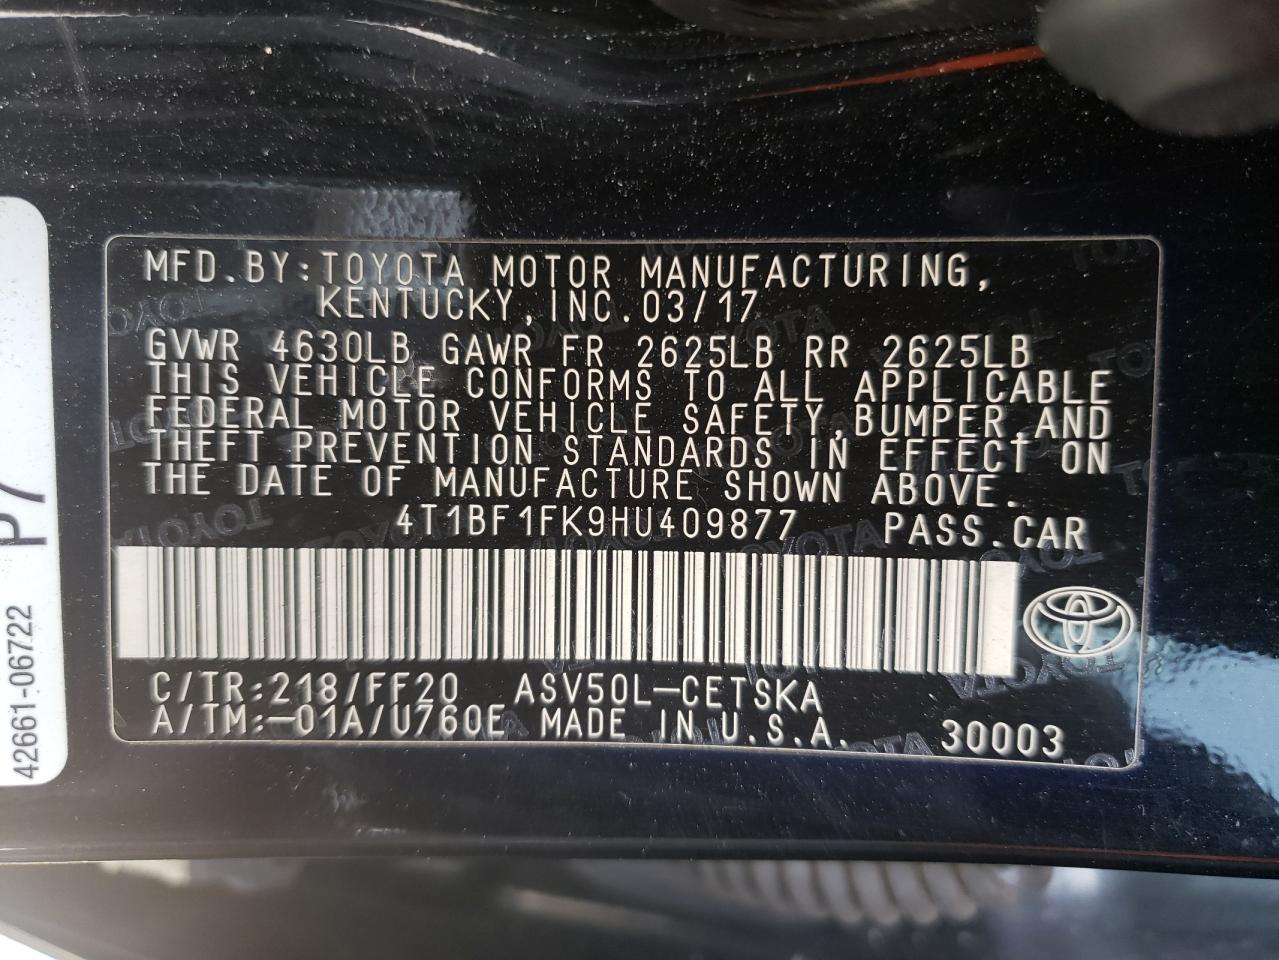 MFD.BY:TOYOTA MOTOR MANUFACTURING,
KENTUCKY,INC.03/17
GVWR 4630LB GAWR FR 2625LB RR 2625LB
THIS VEHICLE CONFORMS TO ALL APPLICABLE
FEDERAL MOTOR VEHICLE SAFETY,BUMPER,AND
THEFT PREVENTION STANDARDS IN EFFECT ON
THE DATE OF MANUFACTURE SHOWN ABOVE.
4T1BF1FK9HU409877 PASS.CAR
C/TR:218/FF20 ASV50L-CETSKA
A/TM:-01A/U760E MADE IN U.S.A. 30003
P7
42661-06722